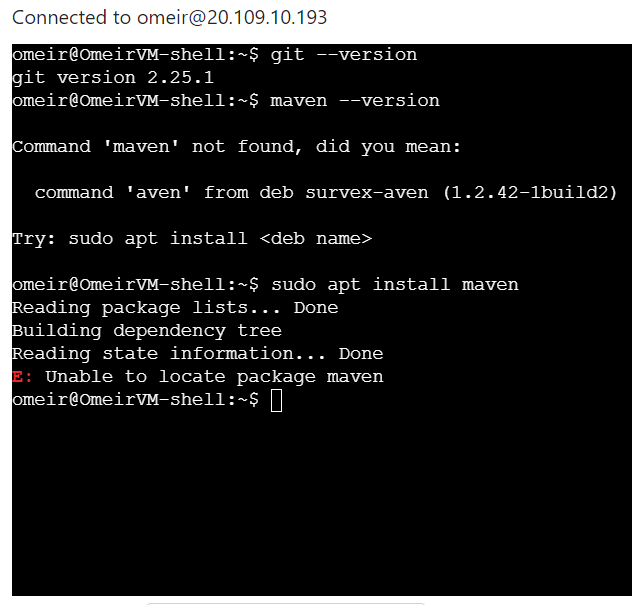 Connected to omeir@20.109.10.193
omeir@OmeirVM-shell:~$ git --version
git version 2.25.1
omeir@OmeirVM-shell:~$ maven --version
Command 'maven' not found, did you mean:
command 'aven' from deb survex-aven (1.2.42-1build2)
Try: sudo apt install <deb name>
omeir@OmeirVM-shell:~$ sudo apt install maven
Reading package lists... Done
Building dependency tree
Reading state information... Done
E: Unable to locate package maven
omeir@OmeirVM-shell:~$